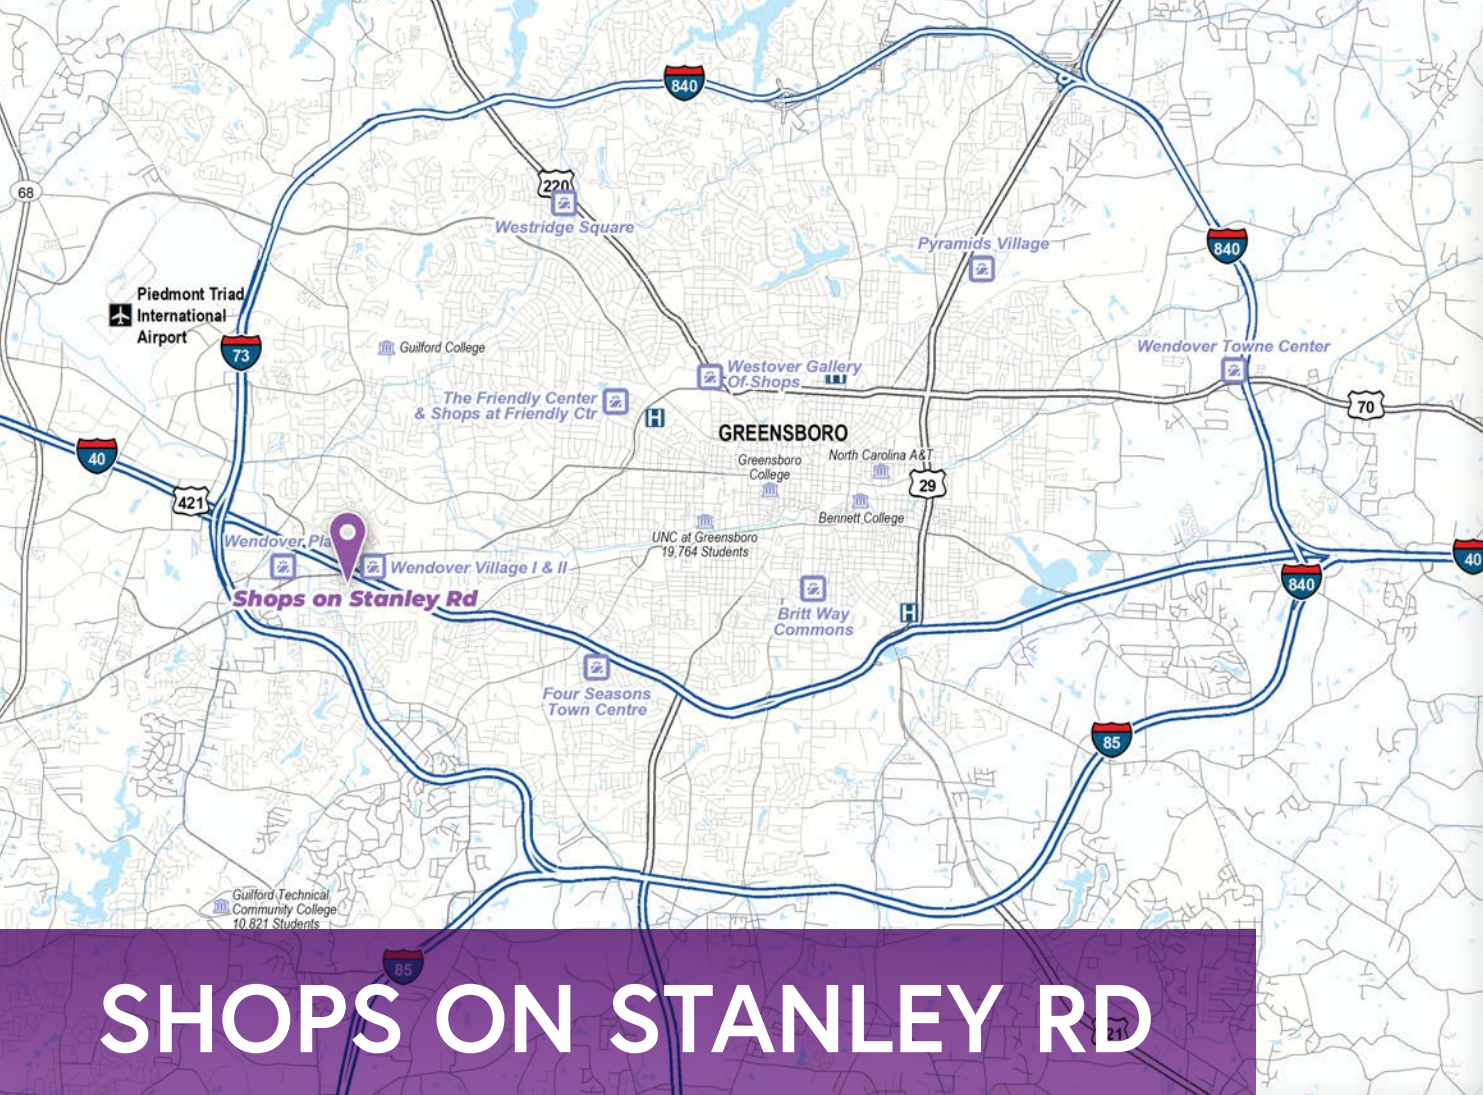 840
68
220
Westridge Square
Pyramids Village
840
Piedmont Triad
International
Airport
73
Guilford College
Wendover Towne Center
Westover Gallery
Of Shops
The Friendly Center
& Shops at Friendly Ctr
H
70
GREENSBORO
40
Greensboro
College
North Carolina A&T
29
421
Bennett College
UNC at Greensboro
19,764 Students
Wendover
Wendover Village I & II
Shops on Stanley Rd
40
840
Britt Way
Commons
H
Four Seasons
Town Centre
85
Guilford Technical
Community College
10,821 Students
85
SHOPS ON STANLEY RD